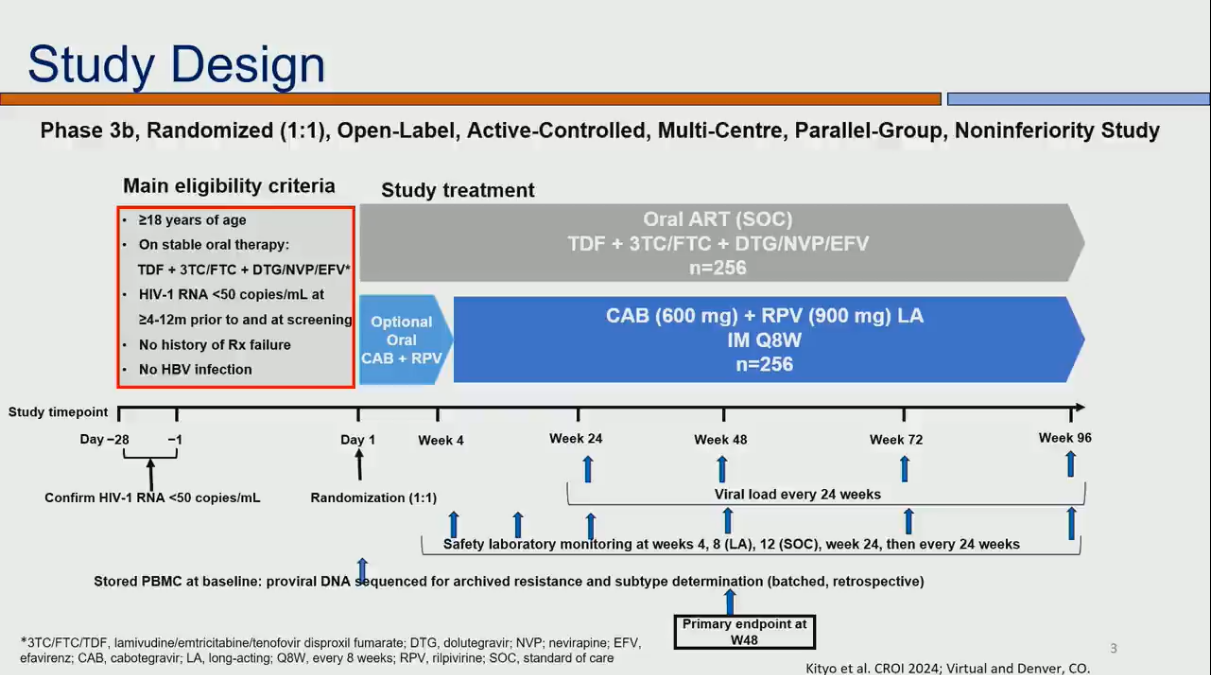 Study Design
Phase 3b, Randomized (1:1), Open-Label, Active-Controlled, Multi-Centre, Parallel-Group, Noninferiority Study
Main eligibility criteria
• ≥18 years of age
• On stable oral therapy:
TDF + 3TC/FTC + DTG/NVP/EFV*
• HIV-1 RNA <50 copies/mL at
≥4-12m prior to and at screening
• No history of Rx failure
• No HBV infection
Study treatment
Oral ART (SOC)
TDF + 3TC/FTC + DTG/NVP/EFV
n=256
Optional
Oral
CAB + RPV
CAB (600 mg) + RPV (900 mg) LA
IM Q8W
n=256
Study timepoint
Day −28
−1
Day 1
Week 4
Week 24
Week 48
Week 72
Week 96
Confirm HIV-1 RNA <50 copies/mL
Randomization (1:1)
Viral load every 24 weeks
Safety laboratory monitoring at weeks 4, 8 (LA), 12 (SOC), week 24, then every 24 weeks
Stored PBMC at baseline: proviral DNA sequenced for archived resistance and subtype determination (batched, retrospective)
Primary endpoint at
W48
*3TC/FTC/TDF, lamivudine/emtricitabine/tenofovir disproxil fumarate; DTG, dolutegravir; NVP; nevirapine; EFV,
efavirenz; CAB, cabotegravir; LA, long-acting; Q8W, every 8 weeks; RPV, rilpivirine; SOC, standard of care
3
Kityo et al. CROI 2024; Virtual and Denver, CO.